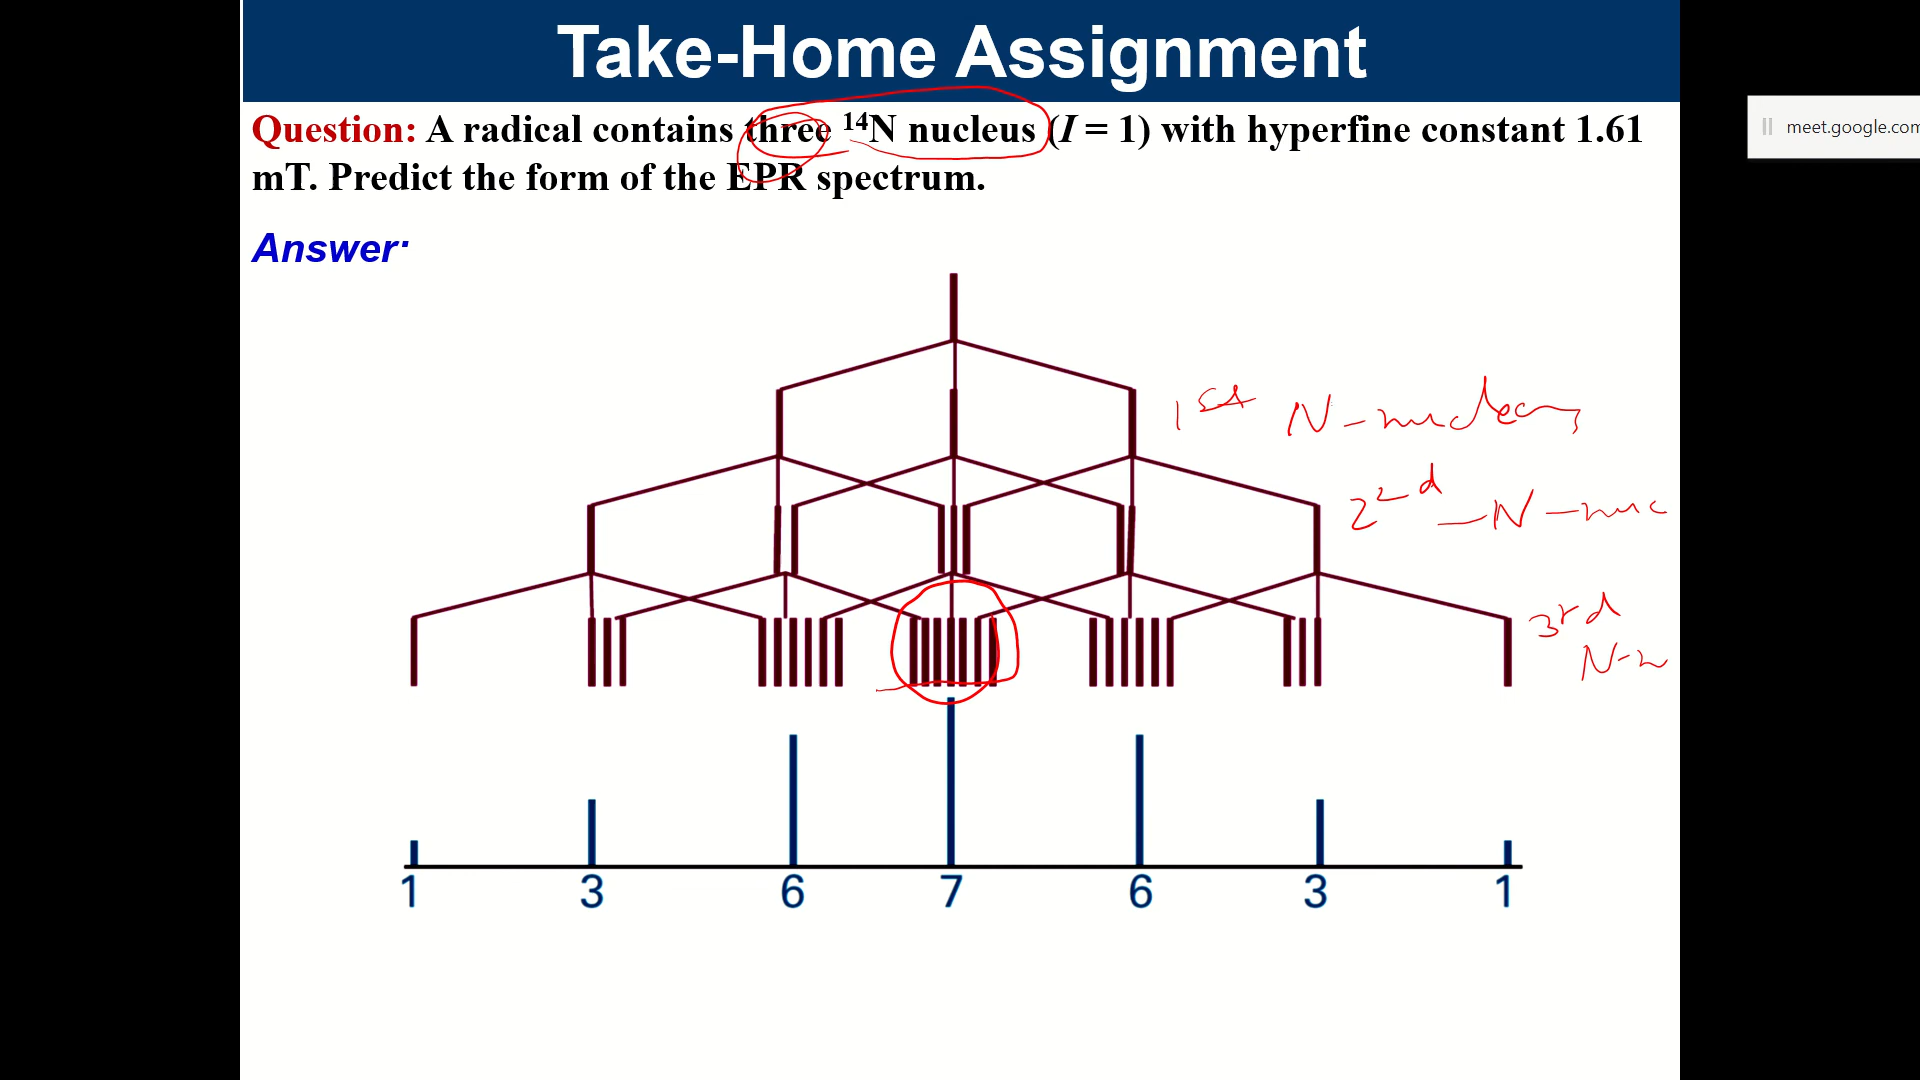 Take-Home Assignment
Question: A radical contains three ¹⁴N nucleus (I = 1) with hyperfine constant 1.61
mT. Predict the form of the EPR spectrum.
meet.google.com
Answer:
1st N-nucleus
2nd -N-nuc
3rd
N-n
1 3 6 7 6 3 1